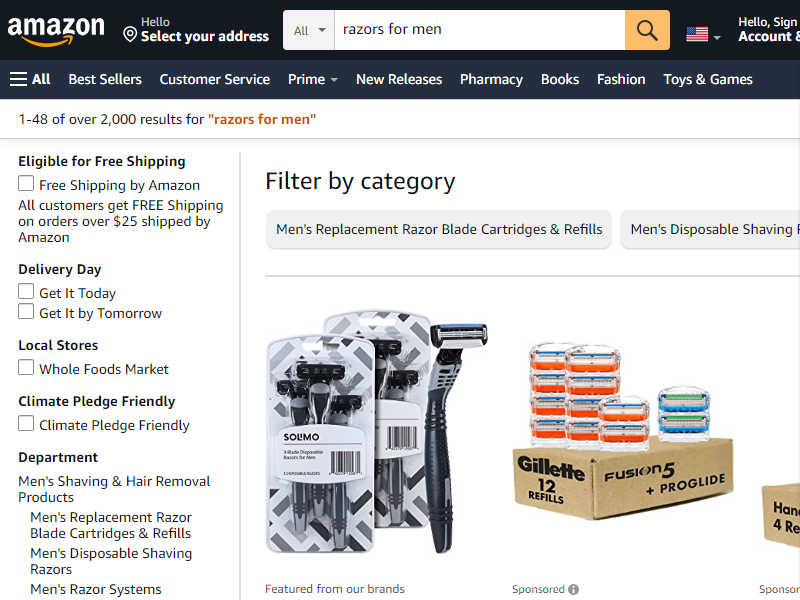 amazon
Hello
Select your address
All
razors for men
Hello, Sign
Account &
All
Best Sellers
Customer Service
Prime
New Releases
Pharmacy
Books
Fashion
Toys & Games
1-48 of over 2,000 results for "razors for men"
Eligible for Free Shipping
Free Shipping by Amazon
All customers get FREE Shipping
on orders over $25 shipped by
Amazon
Delivery Day
Get It Today
Get It by Tomorrow
Local Stores
Whole Foods Market
Climate Pledge Friendly
Climate Pledge Friendly
Department
Men's Shaving & Hair Removal
Products
Men's Replacement Razor
Blade Cartridges & Refills
Men's Disposable Shaving
Razors
Men's Razor Systems
Filter by category
Men's Replacement Razor Blade Cartridges & Refills
Men's Disposable Shaving
SOLIMO
3-Blade Disposable
Razors for Men
Gillette
12
REFILLS
FUSION5
+ PROGLIDE
Hand
4 Re
Featured from our brands
Sponsored
Sponsor